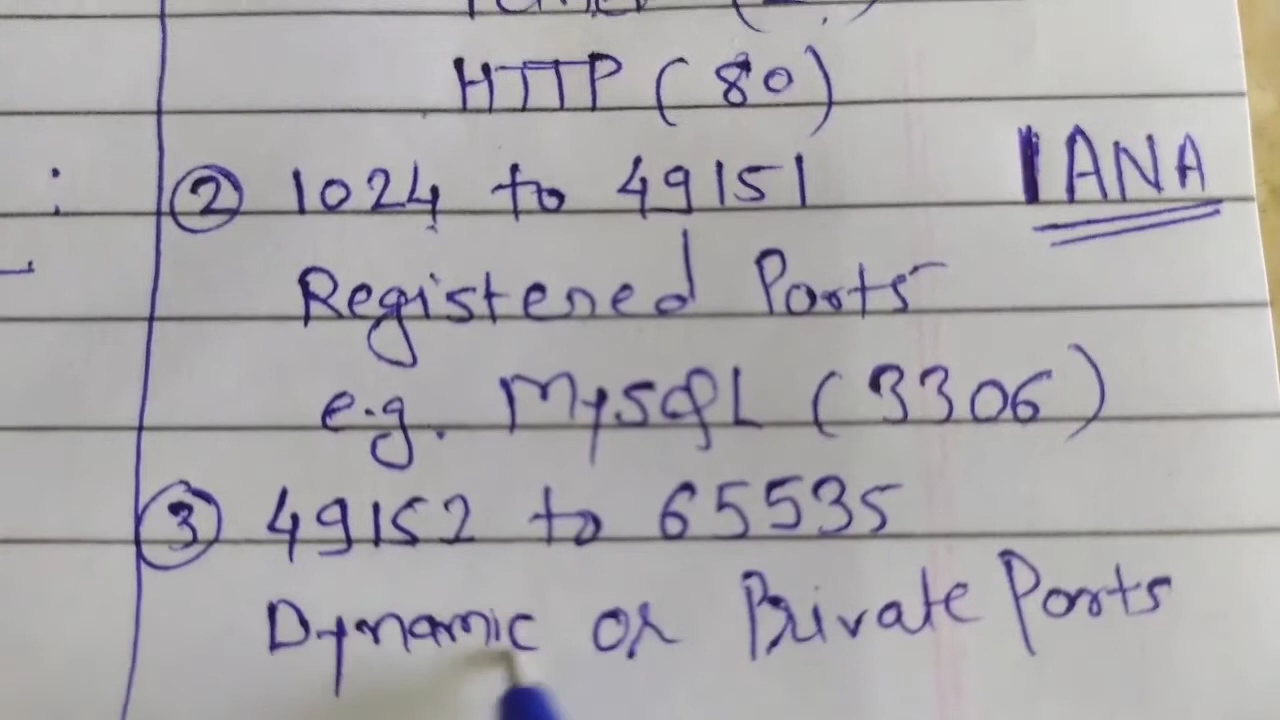 HTTP (80)
② 1024 to 49151 IANA
Registered Ports
e.g. MySQL (3306)
③ 49152 to 65535
Dynamic or Private Ports